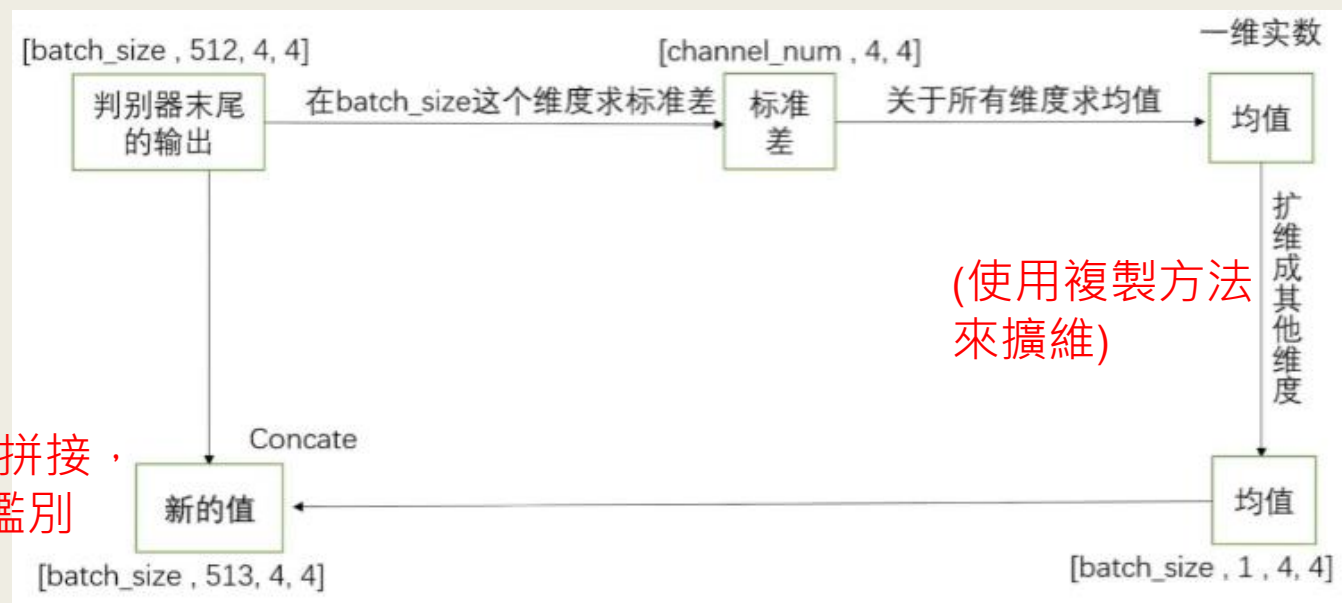 一维实数
[batch_size , 512, 4, 4]
[channel_num , 4, 4]
判别器末尾
的输出
在batch_size这个维度求标准差
标准
差
关于所有维度求均值
均值
扩维成其他维度
(使用複製方法
來擴維)
拼接，
鑑別
Concate
新的值
均值
[batch_size , 513, 4, 4]
[batch_size , 1 , 4, 4]